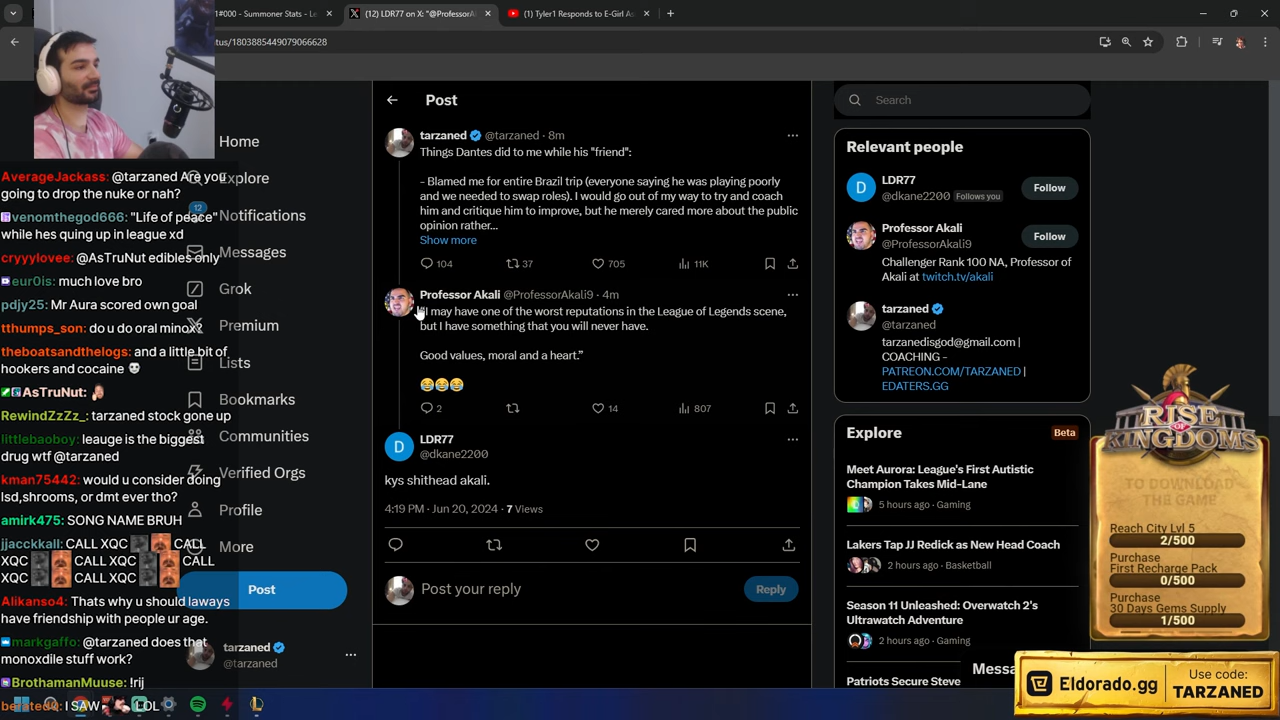 1#000 - Summoner Stats - Le
(12) LDR77 on X: "@ProfessorA
(1) Tyler1 Responds to E-Girl As
atus/1803885449079066628
AverageJackass: @tarzaned Are you
going to drop the nuke or nah?
venomthegod666: "Life of peace"
while hes quing up in league xd
cryyylovee: @AsTruNut edibles only
eur0is: much love bro
pdjy25: Mr Aura scored own goal
tthumps_son: do u do oral minox?
theboatsandthelogs: and a little bit of
hookers and cocaine
AsTruNut:
RewindZzZz_: tarzaned stock gone up
littlebaoboy: leauge is the biggest
drug wtf @tarzaned
kman75442: would u consider doing
lsd,shrooms, or dmt ever tho?
amirk475: SONG NAME BRUH
jjacckkall: CALL XQC CALL
XQC CALL XQC CALL
XQC CALL XQC
Alikanso4: Thats why u should laways
have friendship with people ur age.
markgaffo: @tarzaned does that
monoxdile stuff work?
BrothamanMuuse: !rij
I SAW LOL
Home
Explore
12
Notifications
Messages
Grok
Premium
Lists
Bookmarks
Communities
Verified Orgs
Profile
More
Post
tarzaned
@tarzaned
Post
tarzaned @tarzaned · 8m
Things Dantes did to me while his "friend":
- Blamed me for entire Brazil trip (everyone saying he was playing poorly
and we needed to swap roles). I would go out of my way to try and coach
him and critique him to improve, but he merely cared more about the public
opinion rather...
Show more
104 37 705 11K
Professor Akali @ProfessorAkali9 · 4m
“I may have one of the worst reputations in the League of Legends scene,
but I have something that you will never have.
Good values, moral and a heart.”
2 14 807
D
LDR77
@dkane2200
kys shithead akali.
4:19 PM · Jun 20, 2024 · 7 Views
Post your reply
Reply
Search
Relevant people
D
LDR77
@dkane2200 Follows you
Follow
Professor Akali
@ProfessorAkali9
Follow
Challenger Rank 100 NA, Professor of
Akali at twitch.tv/akali
tarzaned
@tarzaned
tarzanedisgod@gmail.com |
COACHING -
PATREON.COM/TARZANED |
EDATERS.GG
Explore
Beta
Meet Aurora: League's First Autistic
Champion Takes Mid-Lane
5 hours ago · Gaming
Lakers Tap JJ Redick as New Head Coach
2 hours ago · Basketball
Season 11 Unleashed: Overwatch 2's
Ultrawatch Adventure
2 hours ago · Gaming
Patriots Secure Steve
Messa
RISE
OF
KINGDOMS
TO DOWNLOAD
THE GAME
Reach City Lvl 5
2/500
Purchase
First Recharge Pack
0/500
Purchase
30 Days Gems Supply
1/500
Eldorado.gg
Use code:
TARZANED